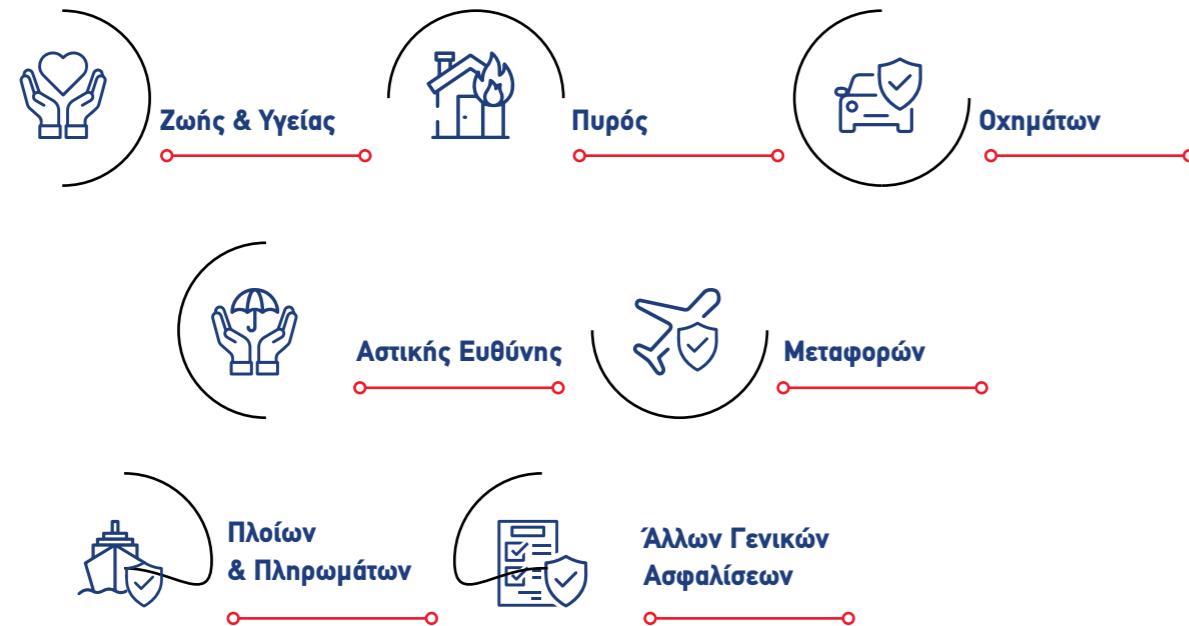 Ζωής & Υγείας
Πυρός
Οχημάτων
Αστικής Ευθύνης
Μεταφορών
Πλοίων
& Πληρωμάτων
Άλλων Γενικών
Ασφαλίσεων